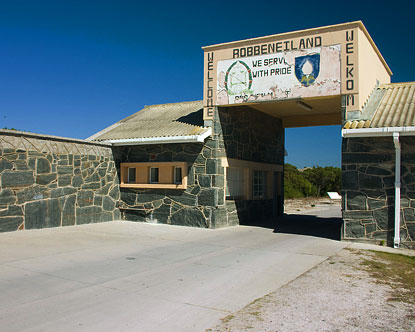 ROBBENEILAND
WELCOME
WE SERVE
WITH PRIDE
WELKOM